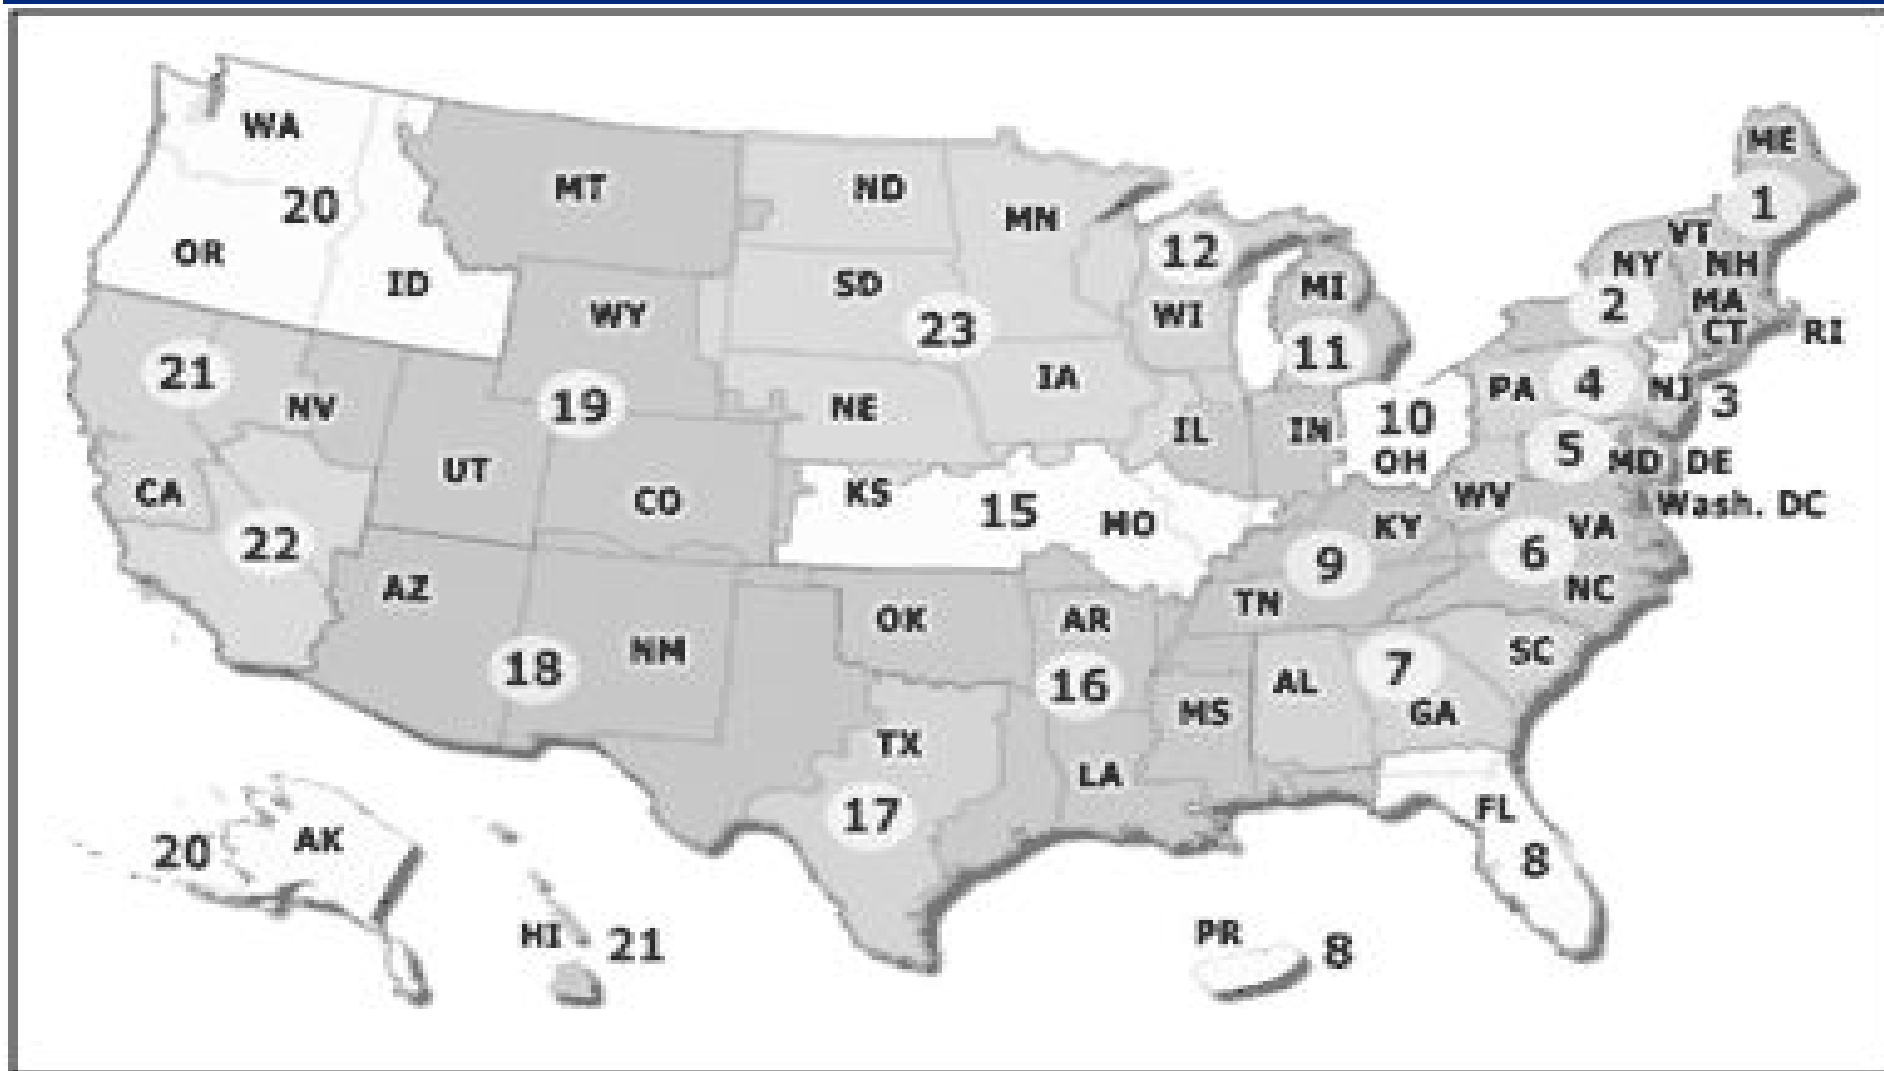 WA
20
OR
ID
MT
ND
MN
12
WI
MI
11
ME
1
VT
NY
NH
2
MA
CT
RI
SD
23
WY
21
NV
19
NE
IA
IL
IN
10
OH
PA
4
NJ
3
5
MD
DE
Wash. DC
WV
VA
6
NC
KY
9
TN
CA
22
UT
CO
KS
15
MO
AZ
18
NM
OK
AR
16
MS
AL
7
GA
SC
TX
17
LA
FL
8
20
AK
HI
21
PR
8